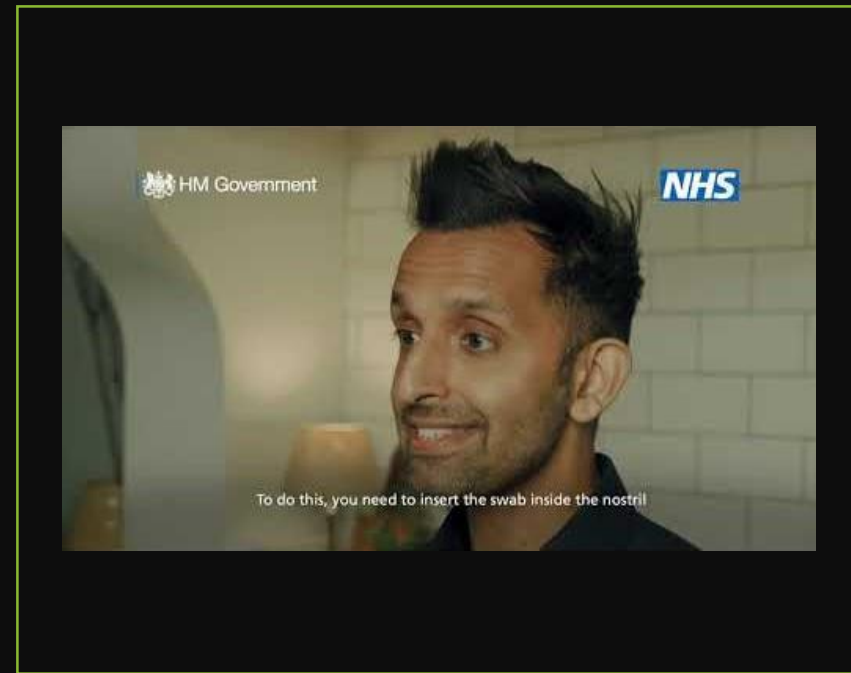 HM Government
NHS
To do this, you need to insert the swab inside the nostril